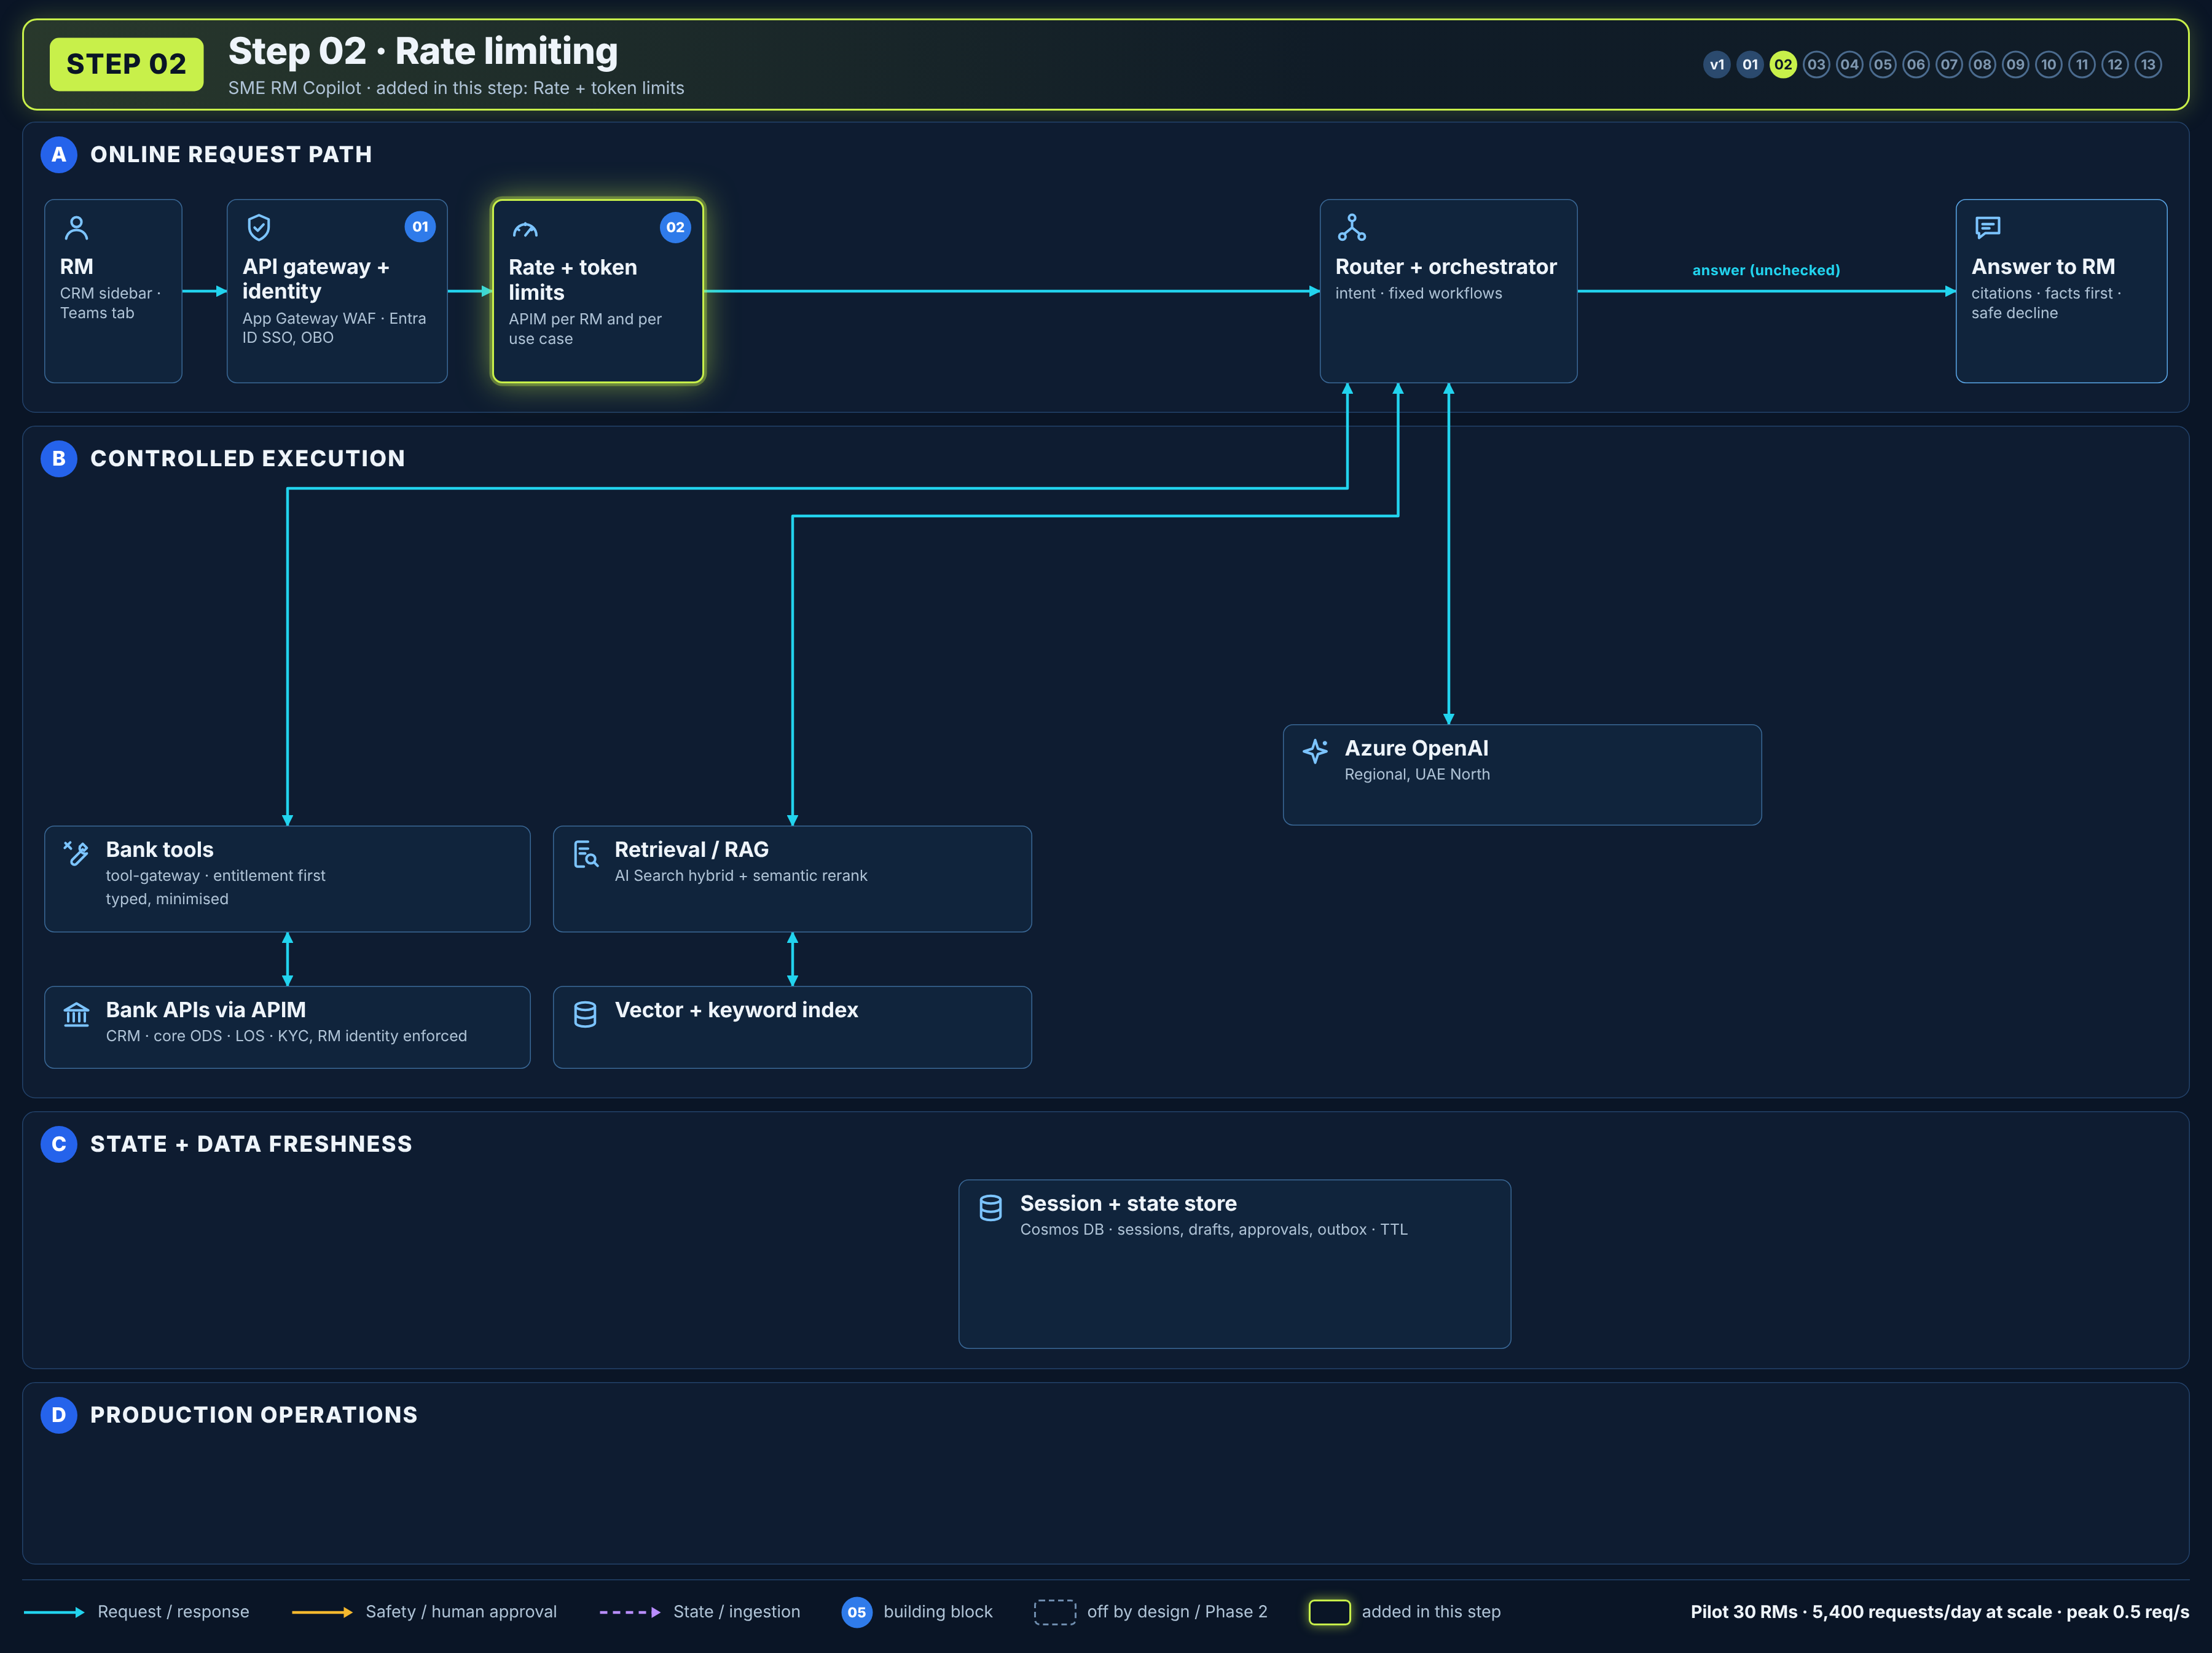 STEP 02
Step 02 · Rate limiting
SME RM Copilot · added in this step: Rate + token limits
v1 01 02 03 04 05 06 07 08 09 10 11 12 13
A ONLINE REQUEST PATH
RM
CRM sidebar ·
Teams tab
01
API gateway +
identity
App Gateway WAF · Entra
ID SSO, OBO
02
Rate + token
limits
APIM per RM and per
use case
Router + orchestrator
intent · fixed workflows
answer (unchecked)
Answer to RM
citations · facts first ·
safe decline
B CONTROLLED EXECUTION
Azure OpenAI
Regional, UAE North
Bank tools
tool-gateway · entitlement first
typed, minimised
Retrieval / RAG
AI Search hybrid + semantic rerank
Bank APIs via APIM
CRM · core ODS · LOS · KYC, RM identity enforced
Vector + keyword index
C STATE + DATA FRESHNESS
Session + state store
Cosmos DB · sessions, drafts, approvals, outbox · TTL
D PRODUCTION OPERATIONS
Request / response
Safety / human approval
State / ingestion
05 building block
off by design / Phase 2
added in this step
Pilot 30 RMs · 5,400 requests/day at scale · peak 0.5 req/s